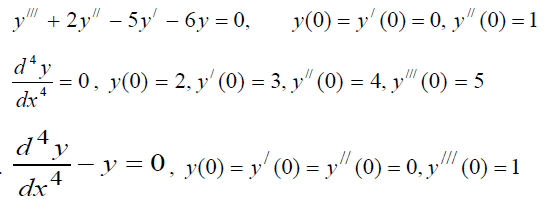 y''' + 2y'' − 5y' − 6y = 0, y(0) = y'(0) = 0, y''(0) = 1
d⁴y/dx⁴ = 0, y(0) = 2, y'(0) = 3, y''(0) = 4, y'''(0) = 5
d⁴y/dx⁴ − y = 0, y(0) = y'(0) = y''(0) = 0, y'''(0) = 1